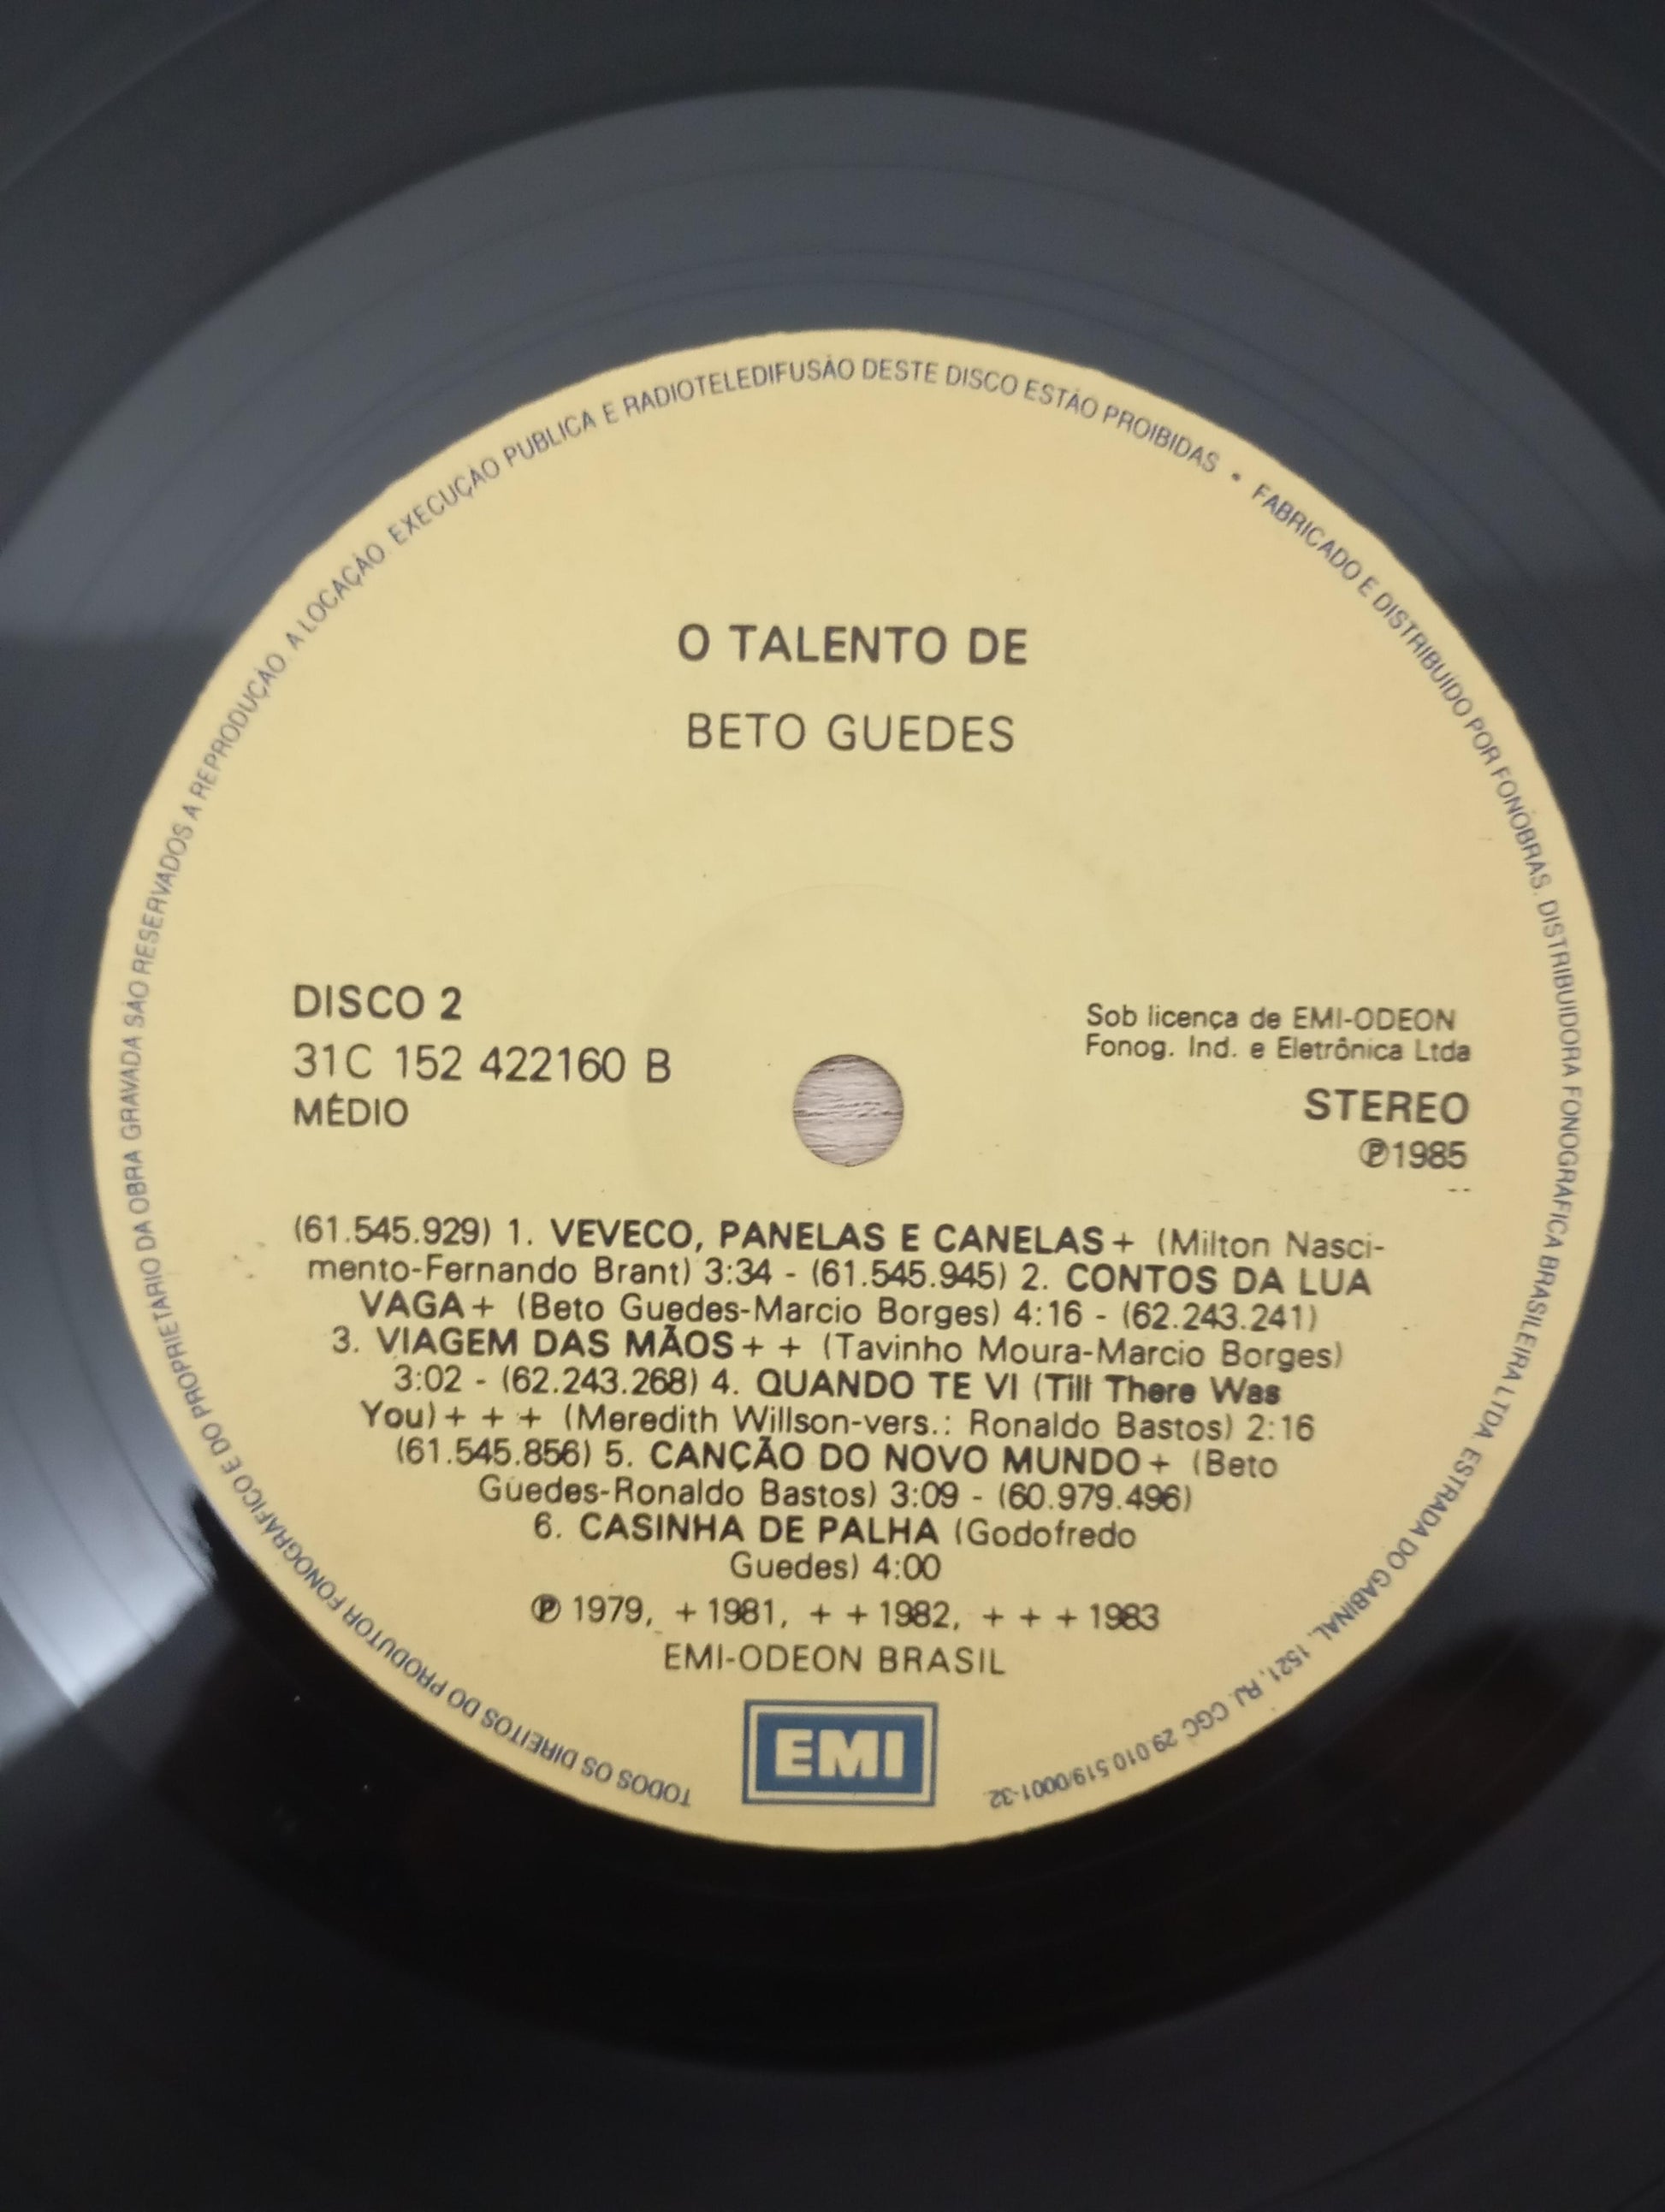 TODOS OS DIREITOS DO PRODUTOR FONOGRÁFICO E DO PROPRIETÁRIO DA OBRA GRAVADA SÃO RESERVADOS A REPRODUÇÃO A LOCAÇÃO EXECUÇÃO PUBLICA E RADIOTELEDIFUSÃO DESTE DISCO ESTÃO PROIBIDAS • FABRICADO E DISTRIBUÍDO POR FONOBRAS. DISTRIBUIDORA FONOGRÁFICA BRASILEIRA LTDA. ESTRADA DO GABINAL, 1521, RJ. CGC 29.010.519/0001-32
O TALENTO DE
BETO GUEDES
DISCO 2
31C 152 422160 B
MÉDIO
Sob licença de EMI-ODEON
Fonog. Ind. e Eletrônica Ltda
STEREO
℗1985
(61.545.929) 1. VEVECO, PANELAS E CANELAS+ (Milton Nasci-
mento-Fernando Brant) 3:34 - (61.545.945) 2. CONTOS DA LUA
VAGA+ (Beto Guedes-Marcio Borges) 4:16 - (62.243.241)
3. VIAGEM DAS MÃOS+ + (Tavinho Moura-Marcio Borges)
3:02 - (62.243.268) 4. QUANDO TE VI (Till There Was
You)+ + + (Meredith Willson-vers.: Ronaldo Bastos) 2:16
(61.545.856) 5. CANÇÃO DO NOVO MUNDO+ (Beto
Guedes-Ronaldo Bastos) 3:09 - (60.979.496)
6. CASINHA DE PALHA (Godofredo
Guedes) 4:00
℗ 1979, +1981, + +1982, + + +1983
EMI-ODEON BRASIL
EMI